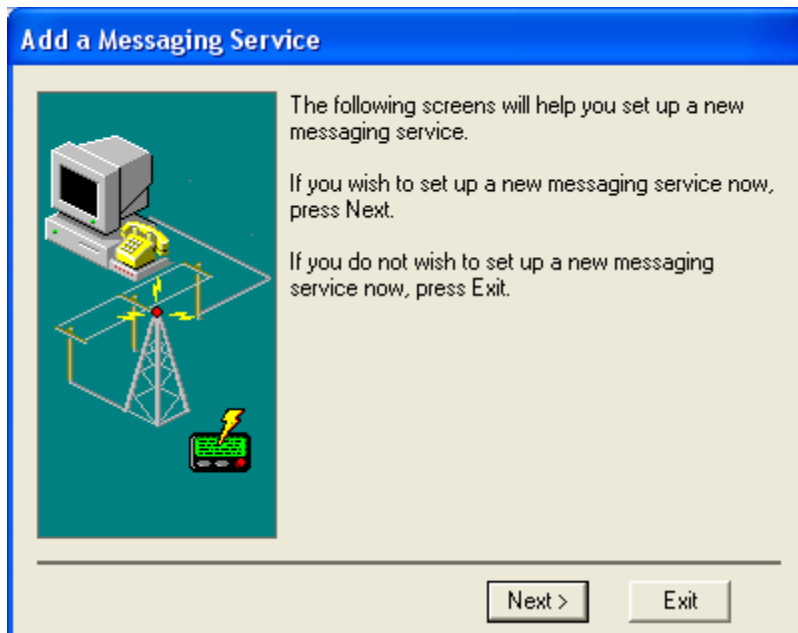 Add a Messaging Service
The following screens will help you set up a new
messaging service.
If you wish to set up a new messaging service now,
press Next.
If you do not wish to set up a new messaging
service now, press Exit.
Next >
Exit